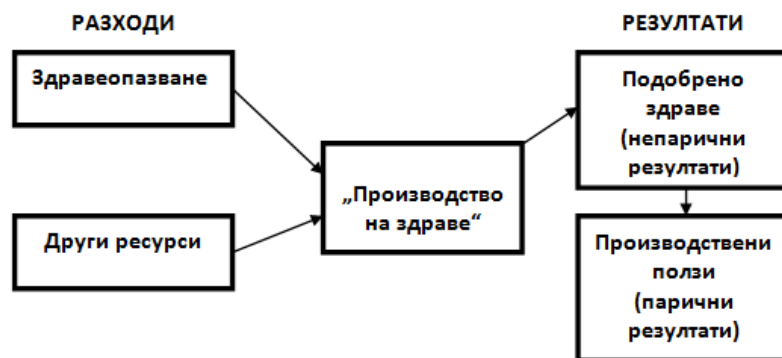 РАЗХОДИ
Здравеопазване
Други ресурси
„Производство
на здраве“
РЕЗУЛТАТИ
Подобрено
здраве
(непарични
резултати)
Производствени
ползи
(парични
резултати)